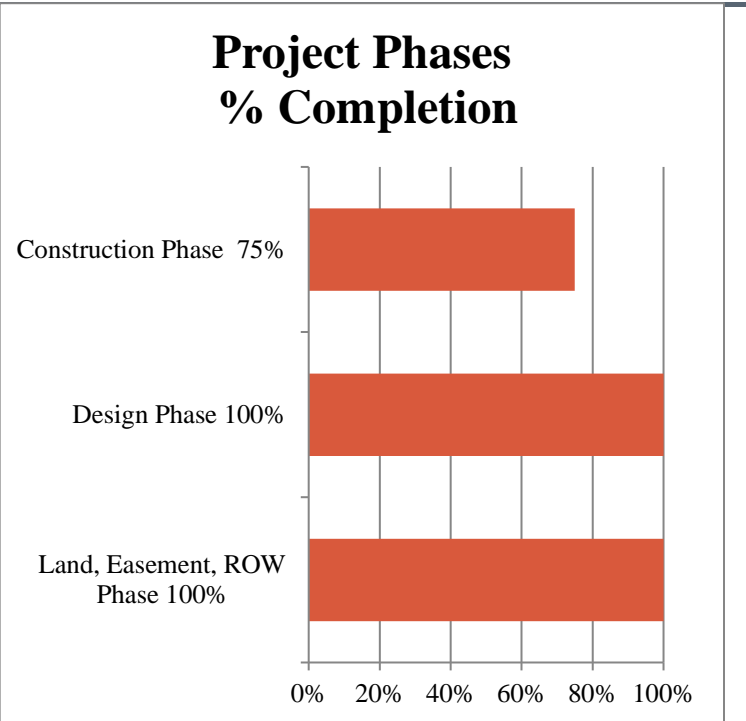 Project Phases
% Completion
Construction Phase 75%
Design Phase 100%
Land, Easement, ROW
Phase 100%
0% 20% 40% 60% 80% 100%